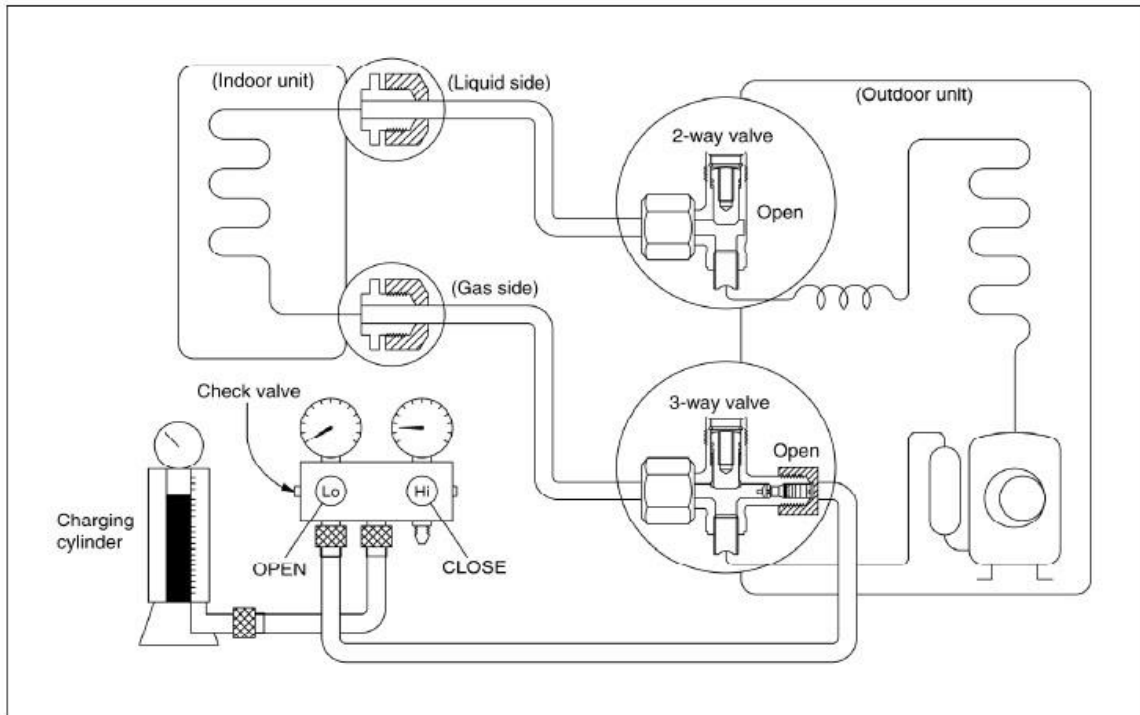 (Indoor unit)
(Liquid side)
(Outdoor unit)
2-way valve
Open
(Gas side)
3-way valve
Open
Check valve
Lo
Hi
Charging
cylinder
OPEN
CLOSE